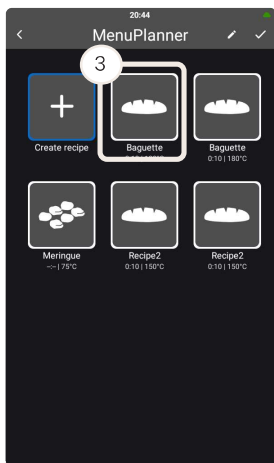 20:44
MenuPlanner
3
Create recipe
Baguette
Baguette
0:10 | 180°C
Meringue
--:-- | 75°C
Recipe2
0:10 | 150°C
Recipe2
0:10 | 150°C